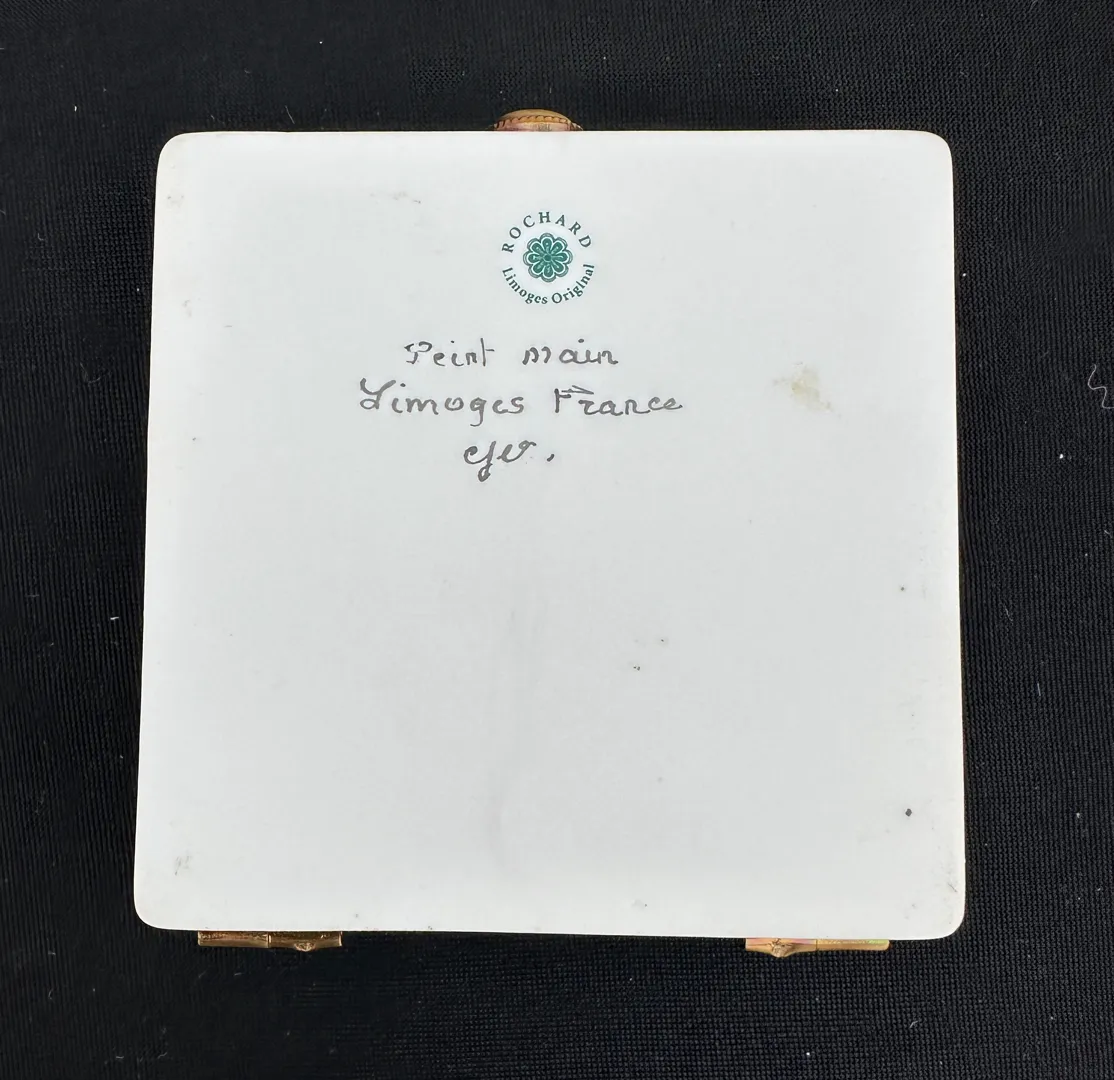 ROCHARD
Limoges Original
Peint main
Limoges France